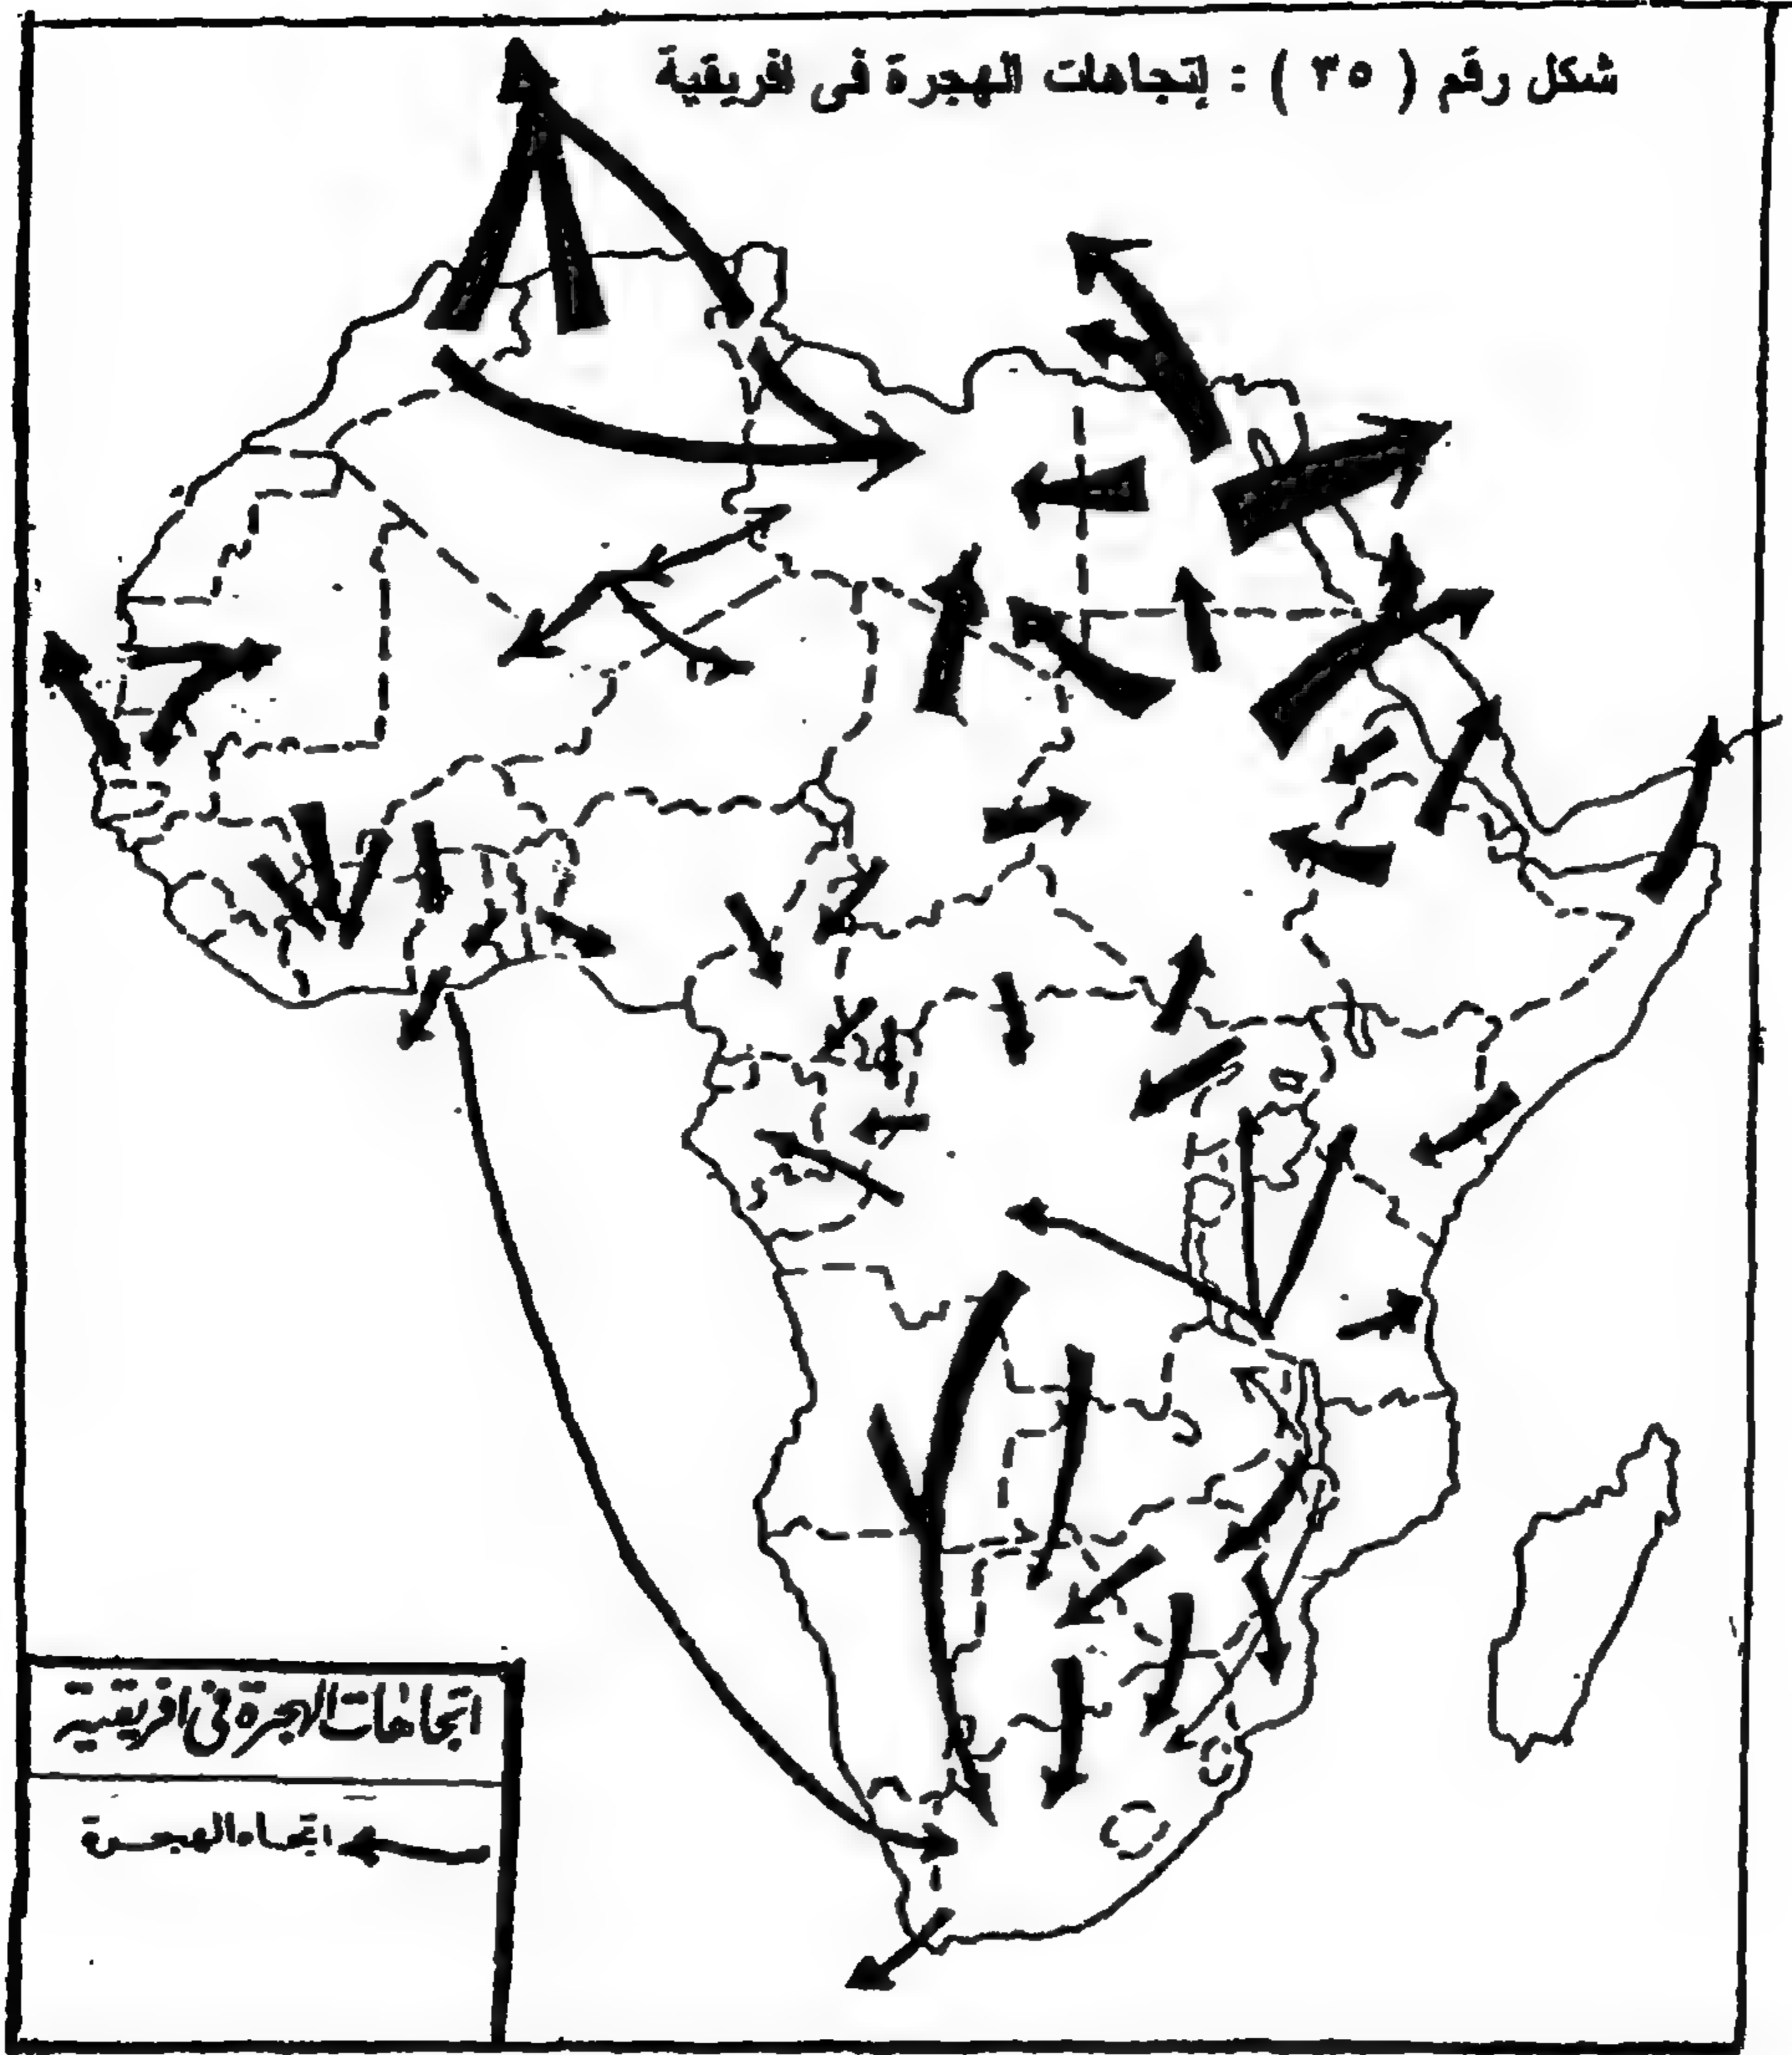 شكل رقم ( ٣٥ ) : إتجاهات الهجرة فى افريقية
اتجاهات الهجرة فى افريقية
اتجاه الهجرة